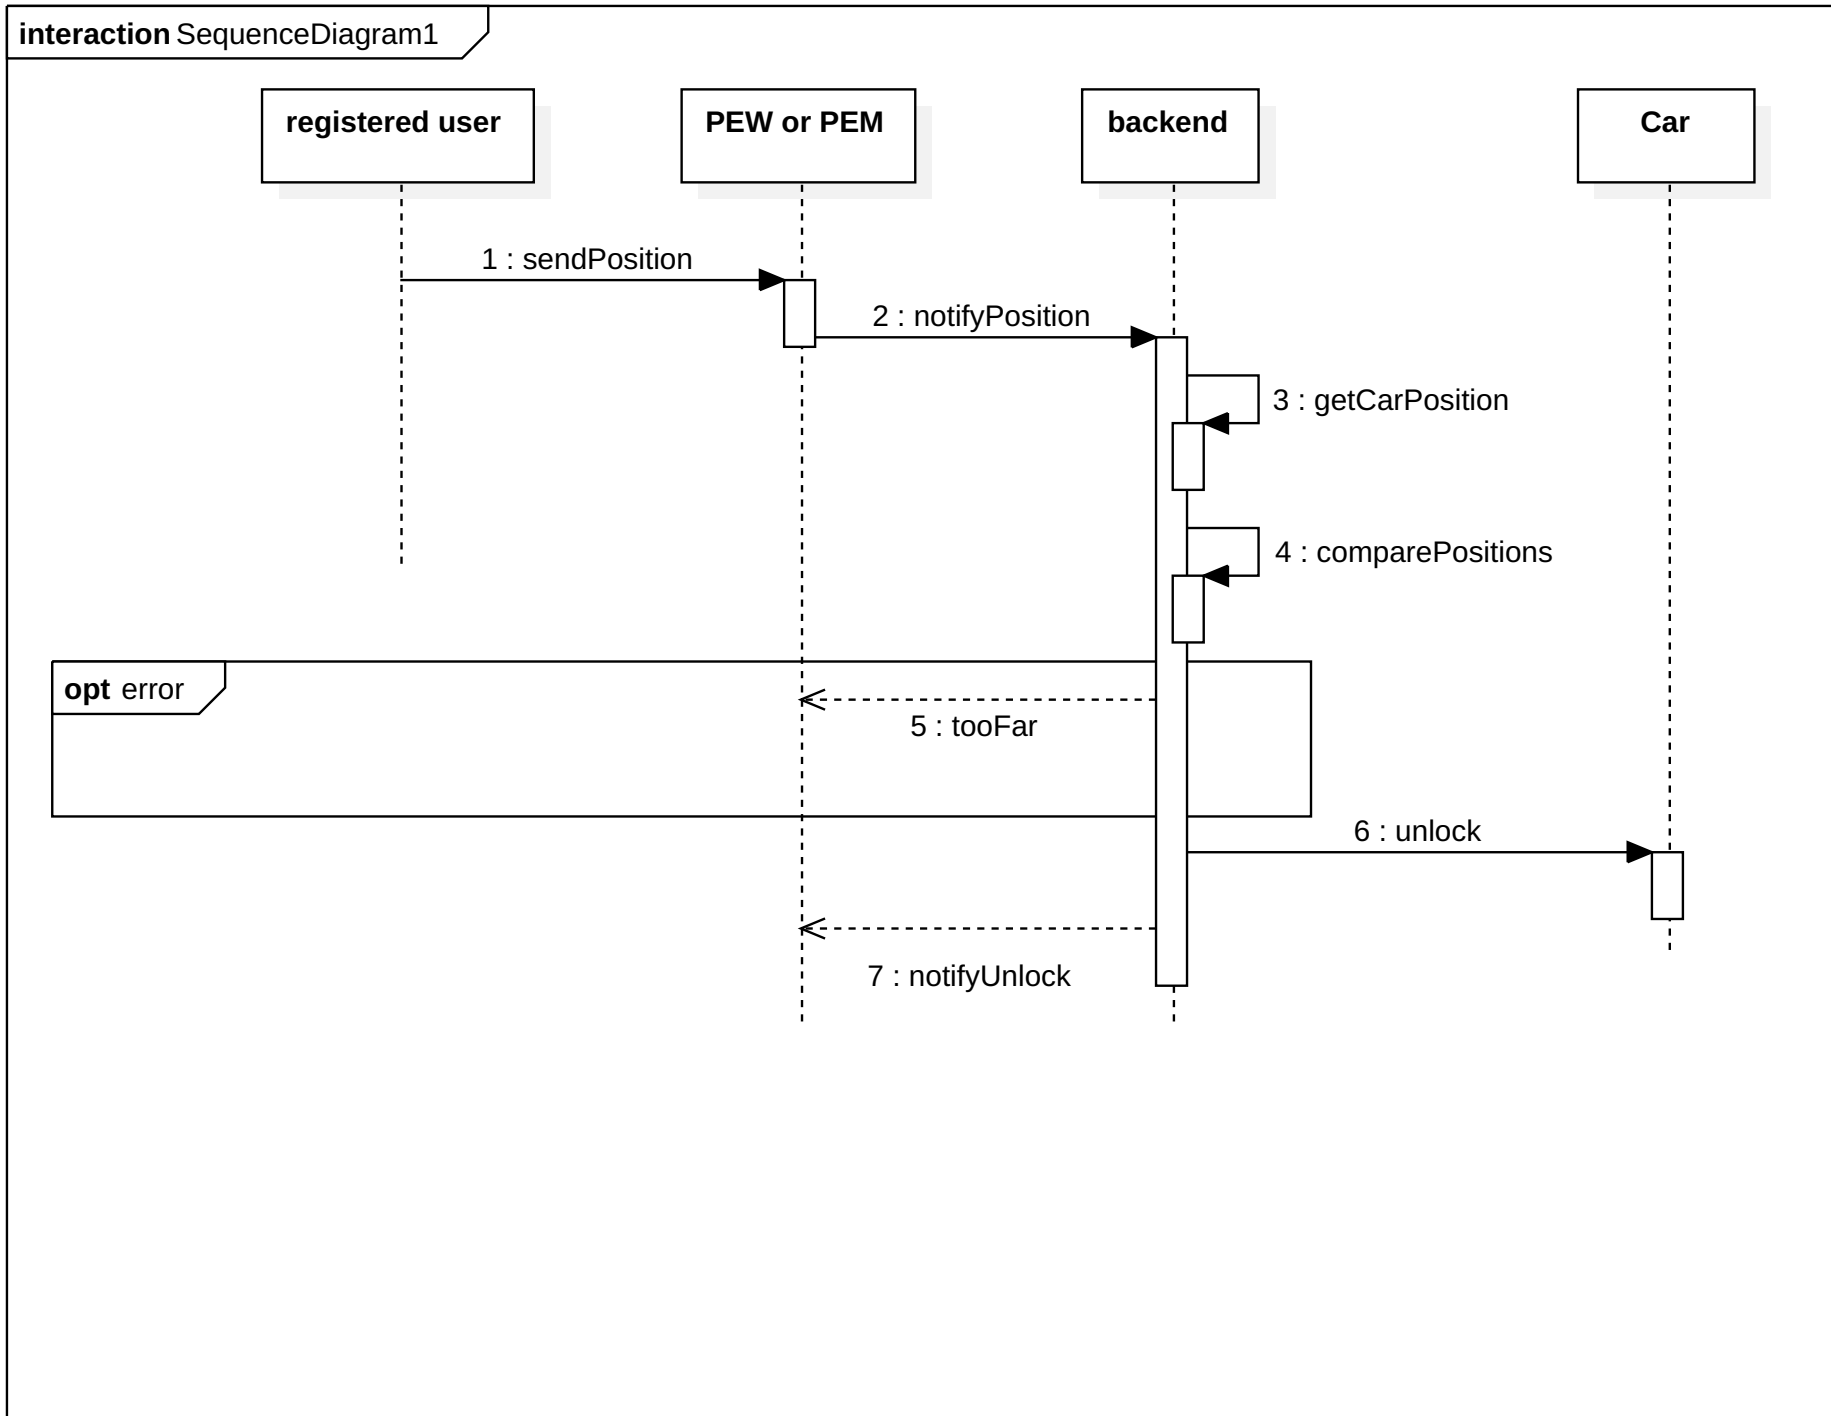 interaction SequenceDiagram1
registered user
PEW or PEM
backend
Car
1 : sendPosition
2 : notifyPosition
3 : getCarPosition
4 : comparePositions
opt error
5 : tooFar
6 : unlock
7 : notifyUnlock